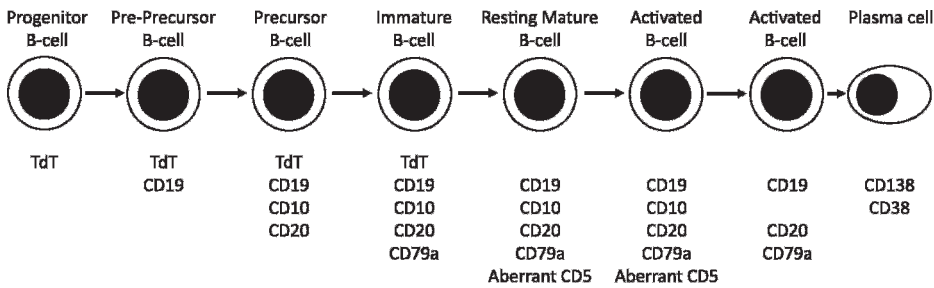 Progenitor Pre-Precursor Precursor Immature Resting Mature Activated Activated Plasma cell
B-cell B-cell B-cell B-cell B-cell B-cell B-cell
TdT TdT TdT TdT
CD19 CD19 CD19 CD19 CD19 CD19 CD138
CD10 CD10 CD10 CD10 CD38
CD20 CD20 CD20 CD20 CD20
CD79a CD79a CD79a CD79a
Aberrant CD5 Aberrant CD5